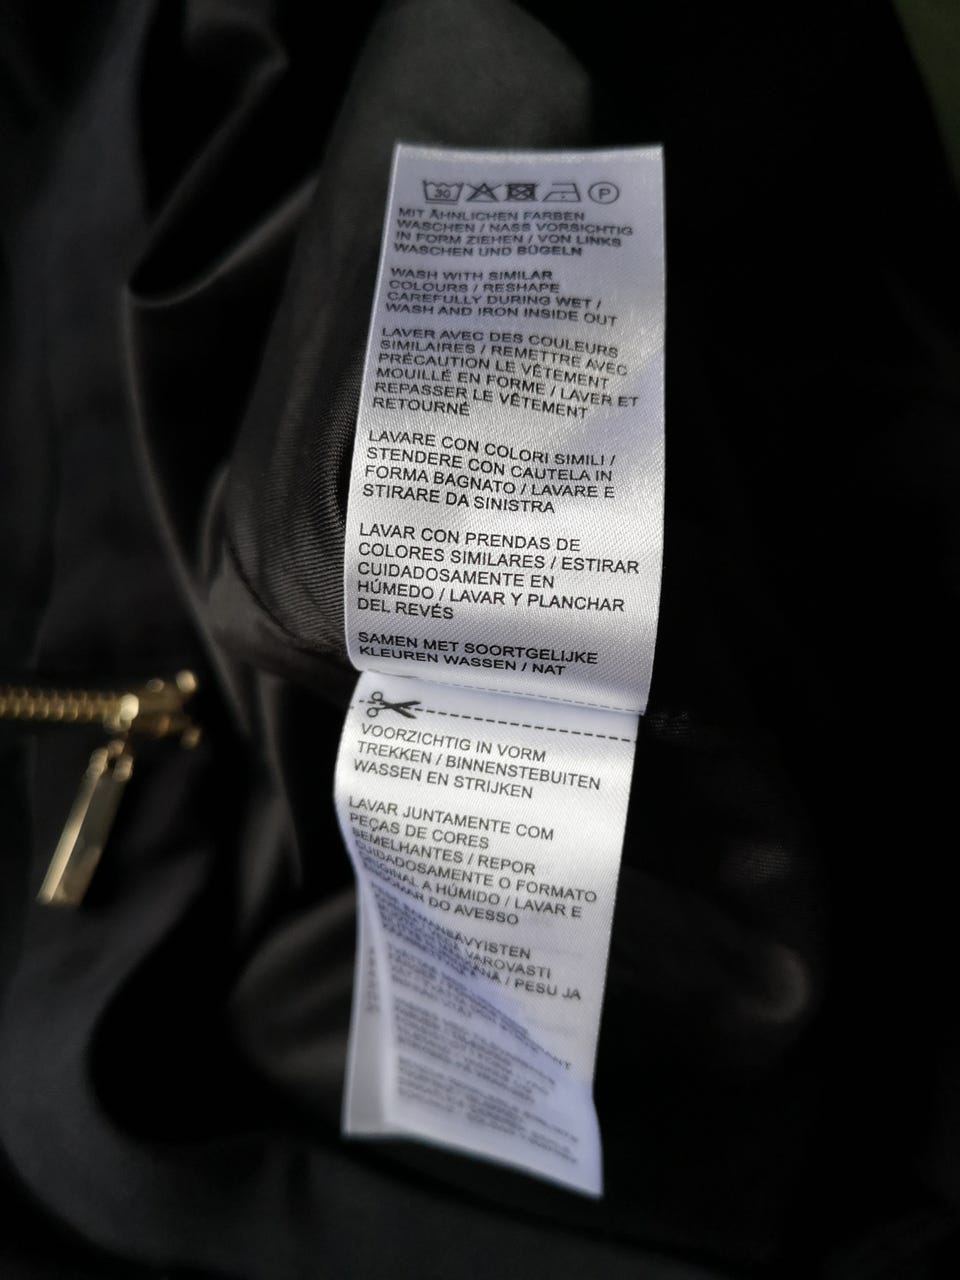 30 P
MIT ÄHNLICHEN FARBEN
WASCHEN / NASS VORSICHTIG
IN FORM ZIEHEN / VON LINKS
WASCHEN UND BÜGELN
WASH WITH SIMILAR
COLOURS / RESHAPE
CAREFULLY DURING WET /
WASH AND IRON INSIDE OUT
LAVER AVEC DES COULEURS
SIMILAIRES / REMETTRE AVEC
PRÉCAUTION LE VÊTEMENT
MOUILLÉ EN FORME / LAVER ET
REPASSER LE VÊTEMENT
RETOURNÉ
LAVARE CON COLORI SIMILI /
STENDERE CON CAUTELA IN
FORMA BAGNATO / LAVARE E
STIRARE DA SINISTRA
LAVAR CON PRENDAS DE
COLORES SIMILARES / ESTIRAR
CUIDADOSAMENTE EN
HÚMEDO / LAVAR Y PLANCHAR
DEL REVÉS
SAMEN MET SOORTGELIJKE
KLEUREN WASSEN / NAT
VOORZICHTIG IN VORM
TREKKEN / BINNENSTEBUITEN
WASSEN EN STRIJKEN
LAVAR JUNTAMENTE COM
PEÇAS DE CORES
SEMELHANTES / REPOR
CUIDADOSAMENTE O FORMATO
ORIGINAL A HÚMIDO / LAVAR E
DO AVESSO
VAROVASTI
/ PESU JA